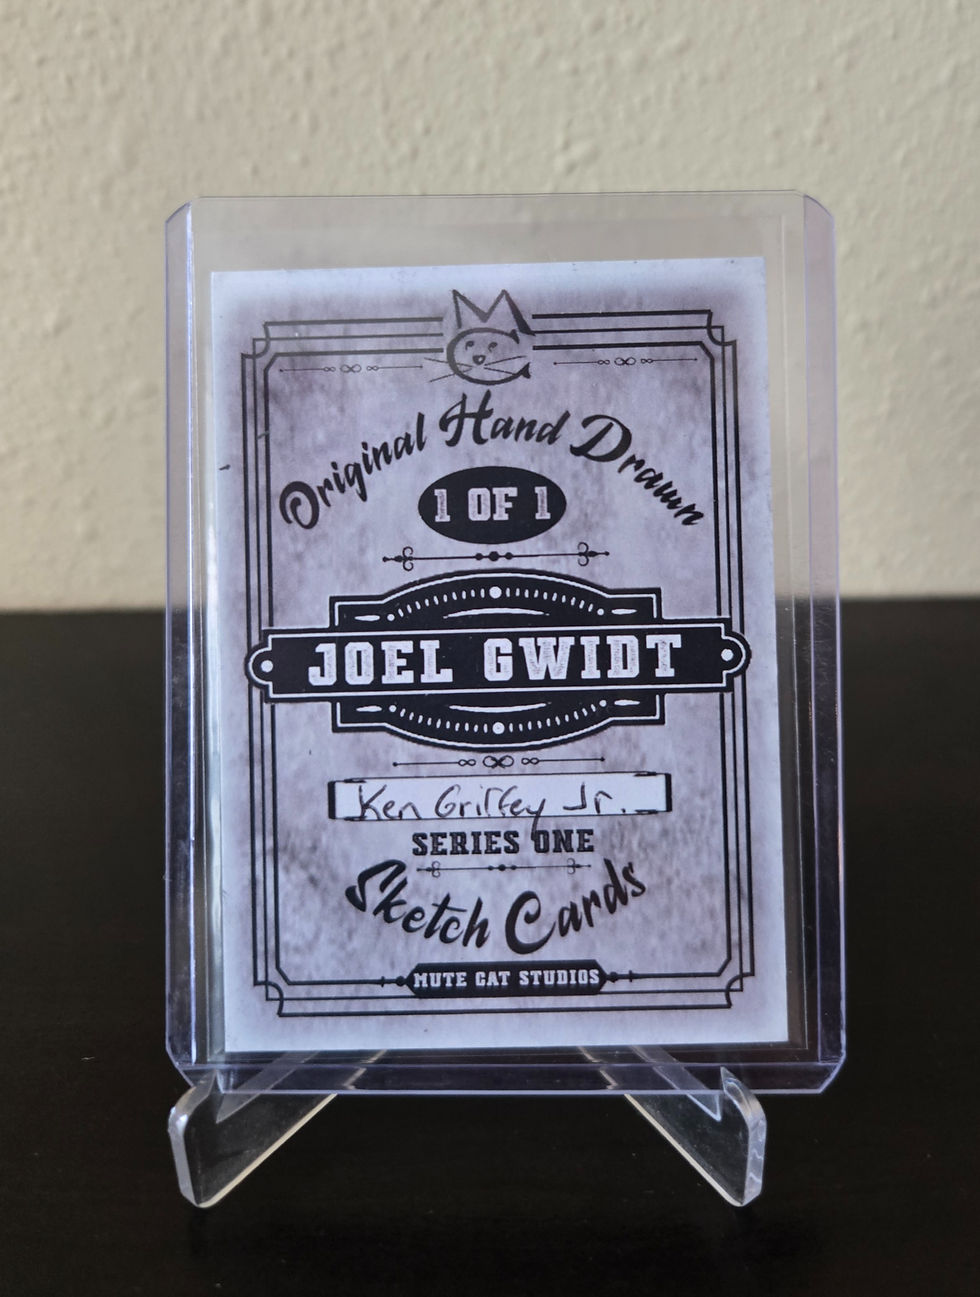 Original Hand Drawn
1 OF 1
JOEL GWIDT
Ken Griffey Jr.
SERIES ONE
Sketch Cards
MUTE CAT STUDIOS